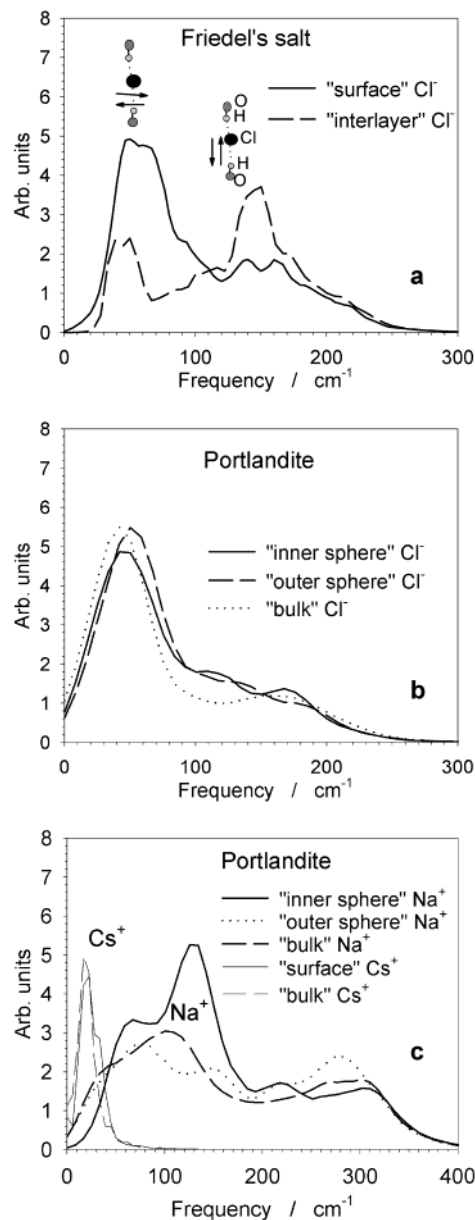 8
7
6
5
4
3
2
1
0
Arb. units
Friedel's salt
"surface" Cl⁻
"interlayer" Cl⁻
O
H
Cl
H
O
a
0 100 200 300
Frequency / cm⁻¹
8
7
6
5
4
3
2
1
0
Arb. units
Portlandite
"inner sphere" Cl⁻
"outer sphere" Cl⁻
"bulk" Cl⁻
b
0 100 200 300
Frequency / cm⁻¹
8
7
6
5
4
3
2
1
0
Arb. units
Portlandite
"inner sphere" Na⁺
"outer sphere" Na⁺
"bulk" Na⁺
"surface" Cs⁺
"bulk" Cs⁺
Cs⁺
Na⁺
c
0 100 200 300 400
Frequency / cm⁻¹